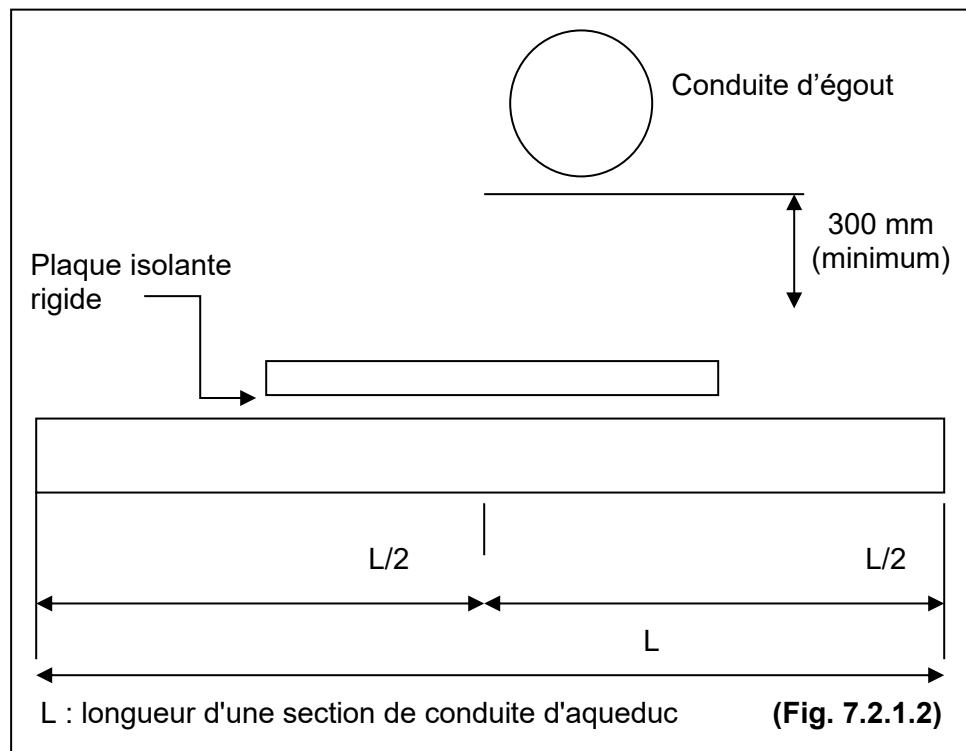 Conduite d’égout
300 mm
(minimum)
Plaque isolante
rigide
L/2
L/2
L
L : longueur d'une section de conduite d'aqueduc (Fig. 7.2.1.2)